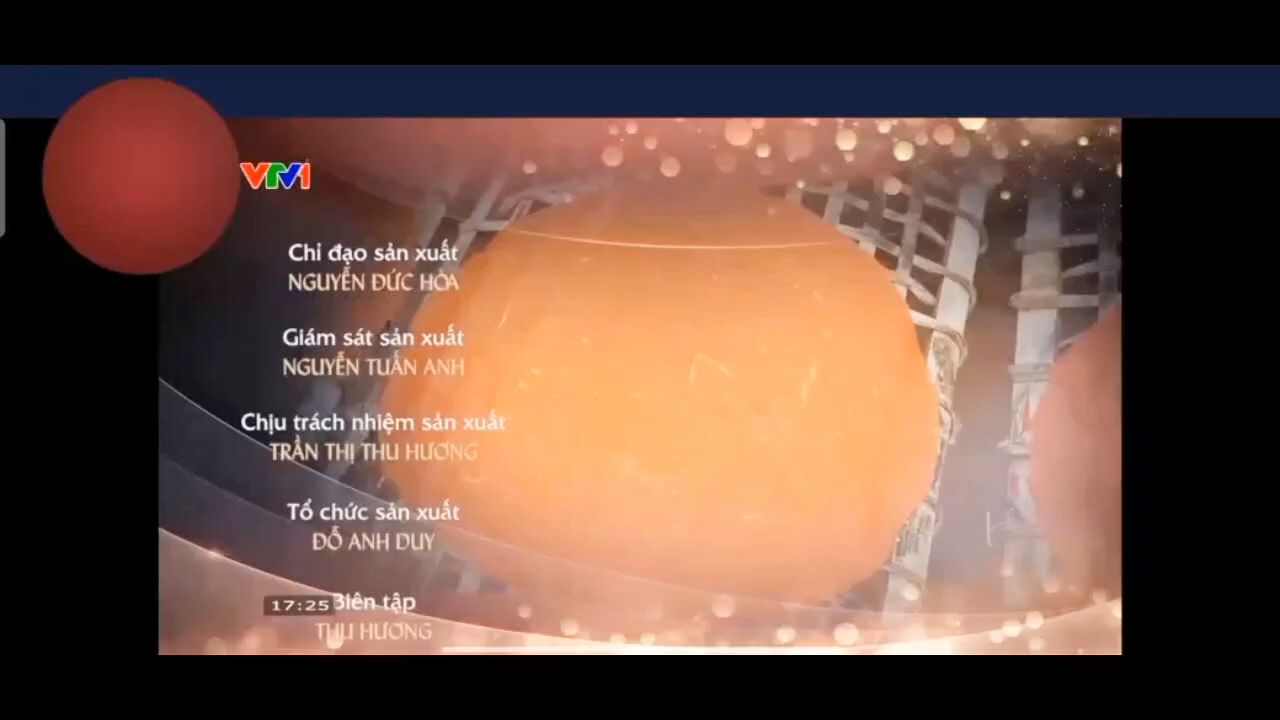 VTV1
Chỉ đạo sản xuất
NGUYỄN ĐỨC HÒA
Giám sát sản xuất
NGUYỄN TUẤN ANH
Chịu trách nhiệm sản xuất
TRẦN THỊ THU HƯƠNG
Tổ chức sản xuất
ĐỖ ANH DUY
17:25 Biên tập
THU HƯƠNG